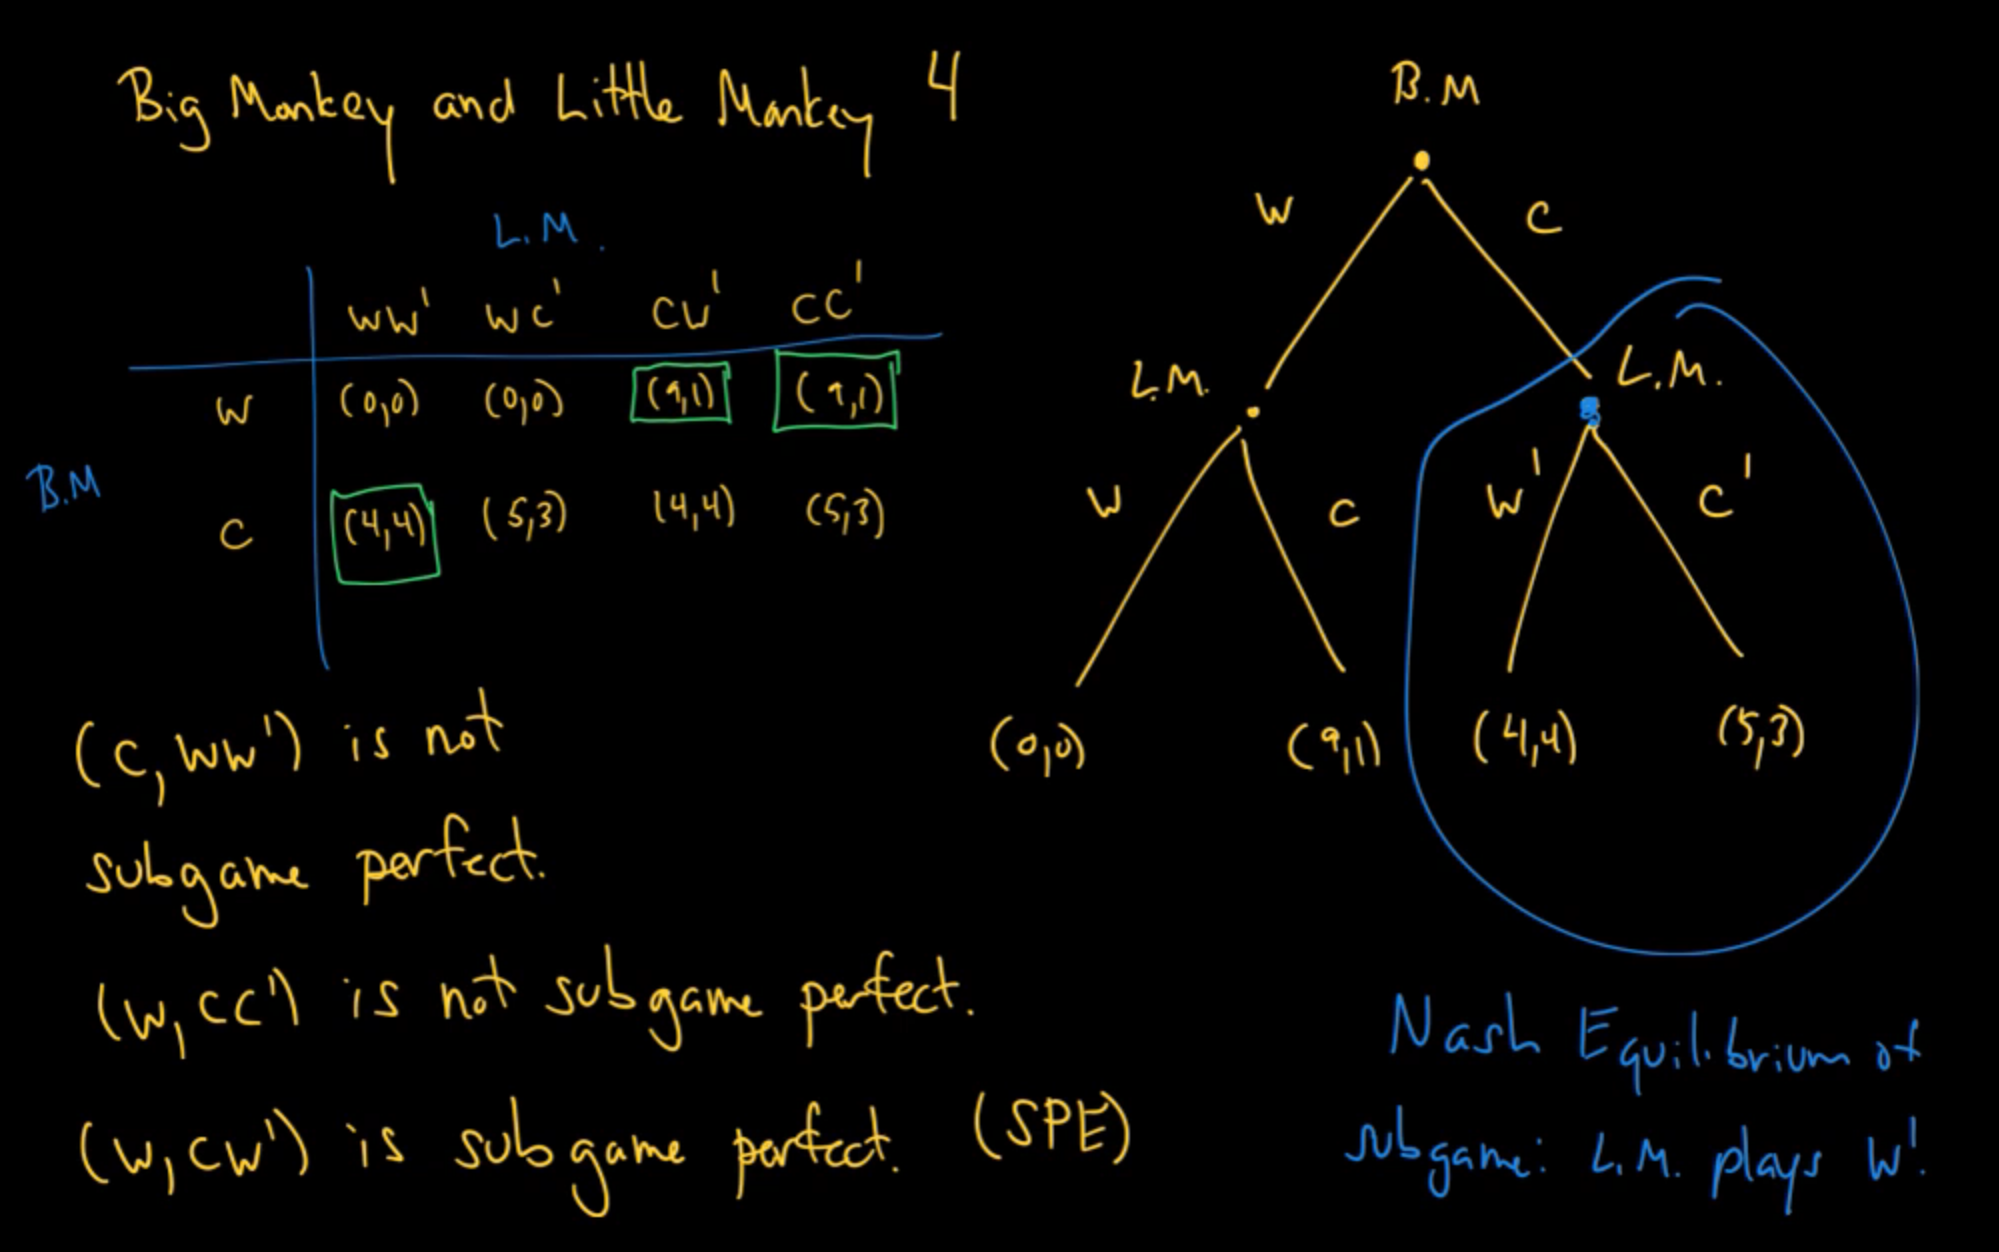 Big Monkey and Little Monkey 4
L.M.
WW' WC' CW' CC'
W (0,0) (0,0) (9,1) (9,1)
B.M
C (4,4) (5,3) (4,4) (5,3)
(C, WW') is not
subgame perfect.
(W, CC') is not subgame perfect.
(W, CW') is subgame perfect. (SPE)
B.M
W C
L.M. L.M.
W C W' C'
(0,0) (9,1) (4,4) (5,3)
Nash Equilibrium of
subgame: L.M. plays W'.